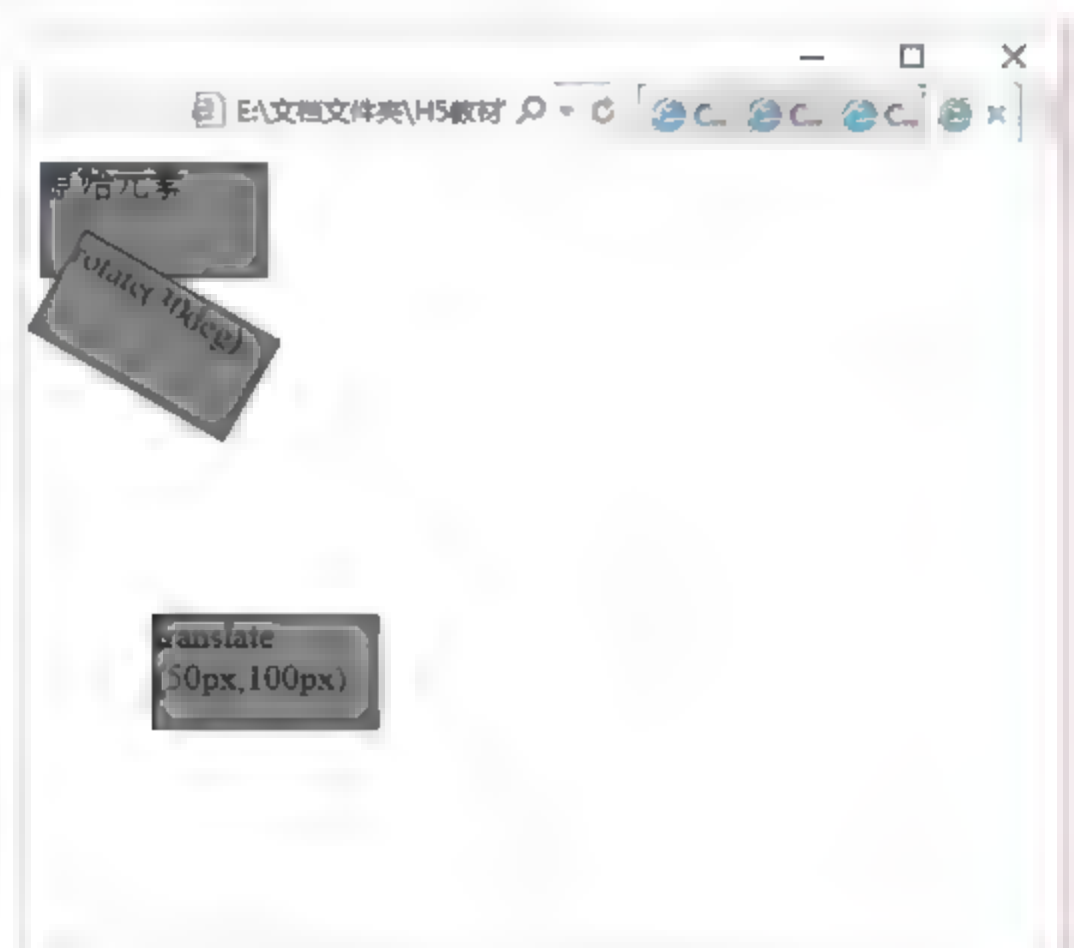 E:\文档文件夹\H5教材
C...
C...
C...
原始元素
rotate(30deg)
translate
(50px,100px)